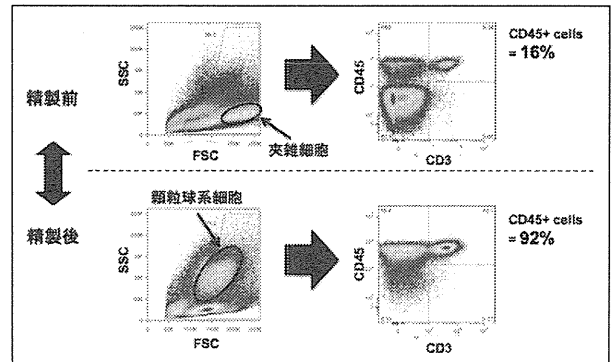 精製前
SSC
FSC
夾雑細胞
CD45
CD3
CD45+ cells
= 16%
精製後
顆粒球系細胞
SSC
FSC
CD45
CD3
CD45+ cells
= 92%